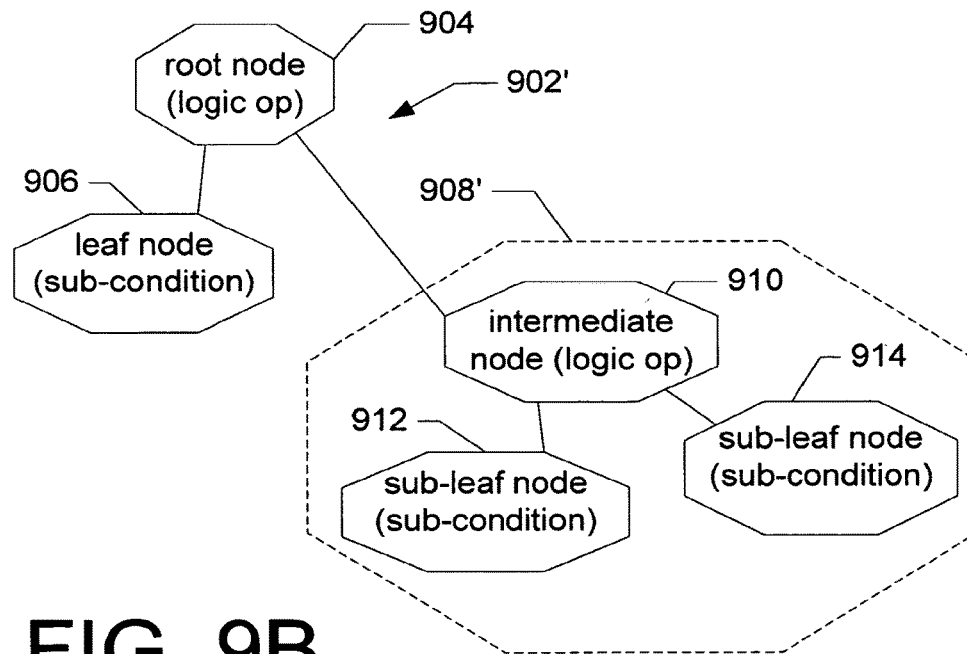 904
root node
(logic op)
902'
906
908'
leaf node
(sub-condition)
910
intermediate
node (logic op)
914
912
sub-leaf node
(sub-condition)
sub-leaf node
(sub-condition)
FIG. 9B